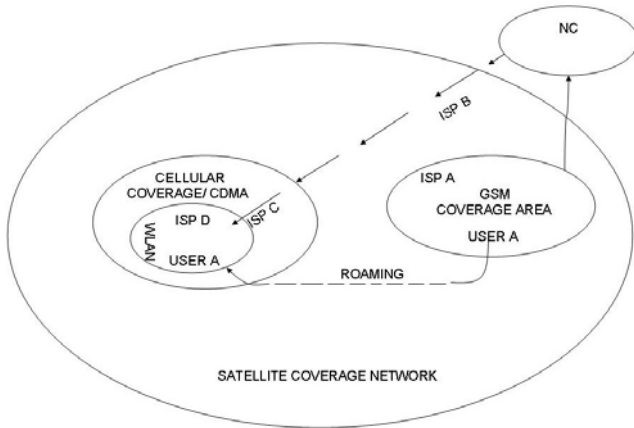 NC
ISP B
CELLULAR
COVERAGE/ CDMA
ISP A
GSM
COVERAGE AREA
USER A
ISP C
ISP D
WLAN
USER A
ROAMING
SATELLITE COVERAGE NETWORK